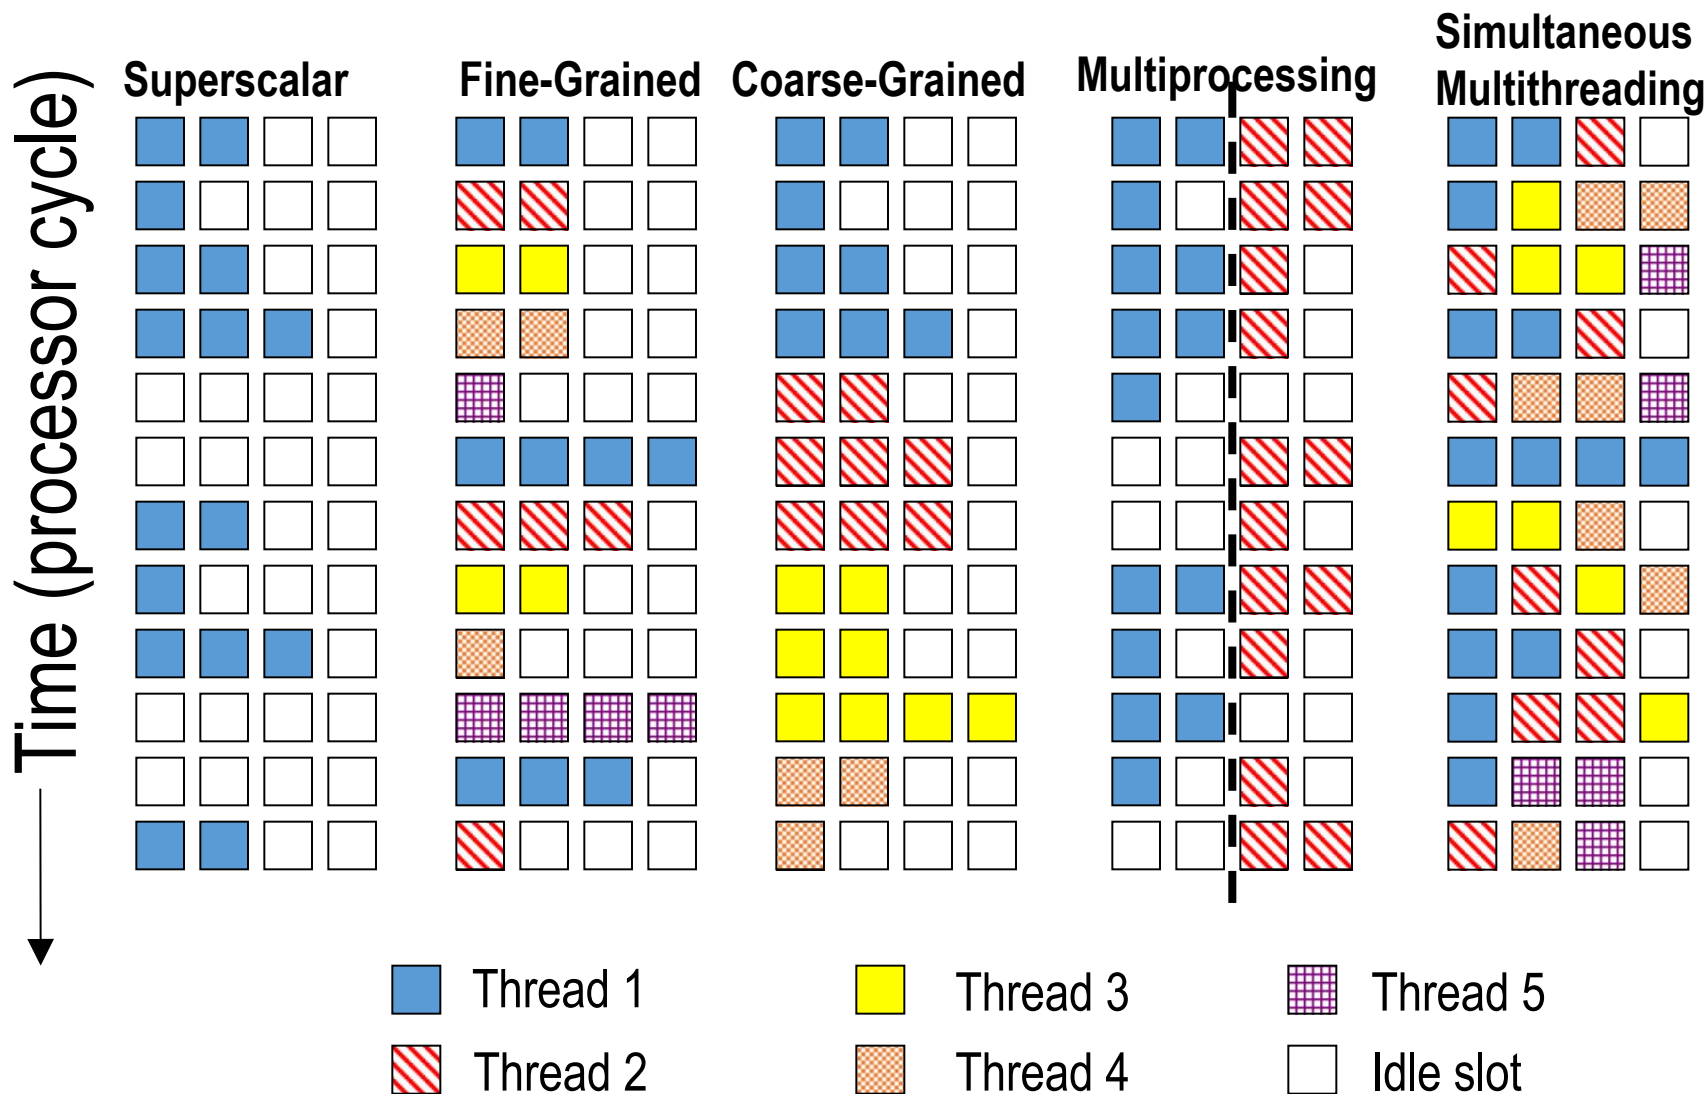 Time (processor cycle)
Superscalar
Fine-Grained
Coarse-Grained
Multiprocessing
Simultaneous
Multithreading
Thread 1
Thread 3
Thread 5
Thread 2
Thread 4
Idle slot